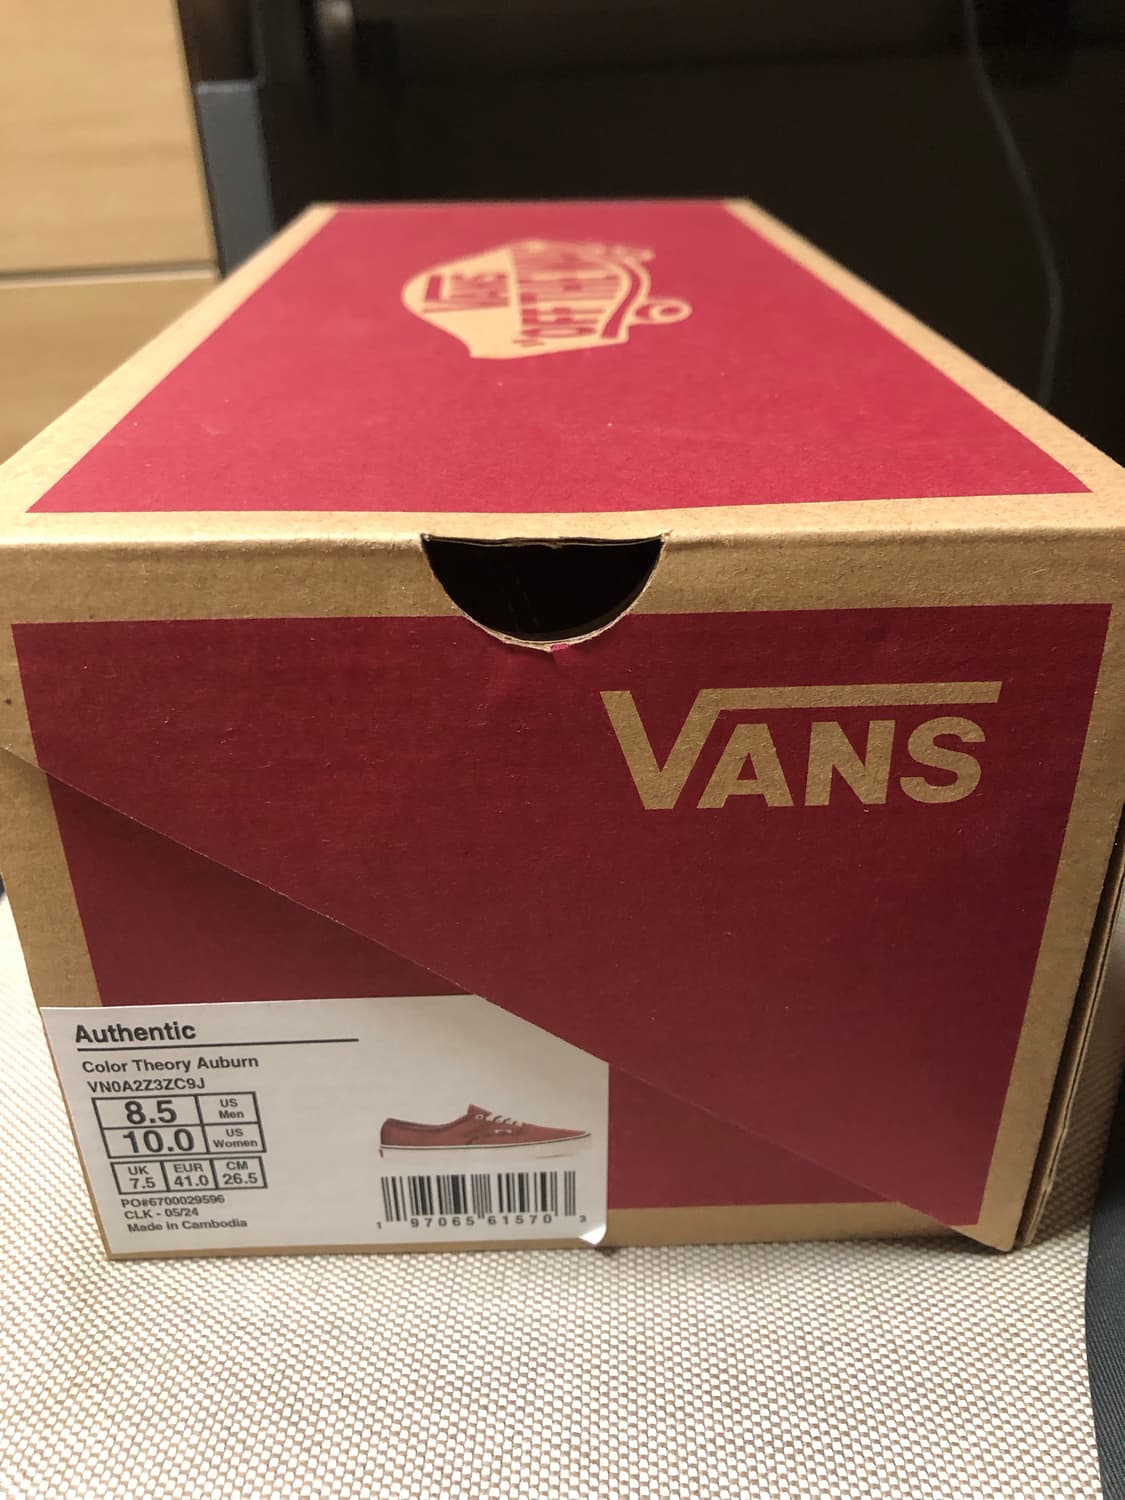 VANS
"OFF THE WALL"
VANS
Authentic
Color Theory Auburn
VN0A2Z3ZC9J
8.5 US Men
10.0 US Women
UK 7.5 EUR 41.0 CM 26.5
PO#6700029596
CLK - 05/24
Made in Cambodia
1 97065 61570 3